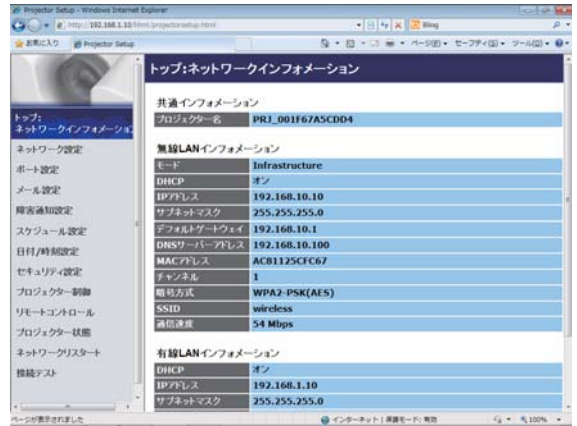 Projector Setup - Windows Internet Explorer
http://192.168.1.10/html/projectorsetup.html
Bing
お気に入り
Projector Setup
ページ(P)
セーフティ(S)
ツール(O)
トップ:ネットワークインフォメーション
トップ:
ネットワークインフォメーショ
ネットワーク設定
ポート設定
メール設定
障害通知設定
スケジュール設定
日付/時刻設定
セキュリティ設定
プロジェクター制御
リモートコントロール
プロジェクター状態
ネットワークリスタート
接続テスト
共通インフォメーション
プロジェクター名 PRJ_001F67A5CDD4
無線LANインフォメーション
モード Infrastructure
DHCP オン
IPアドレス 192.168.10.10
サブネットマスク 255.255.255.0
デフォルトゲートウェイ 192.168.10.1
DNSサーバーアドレス 192.168.10.100
MACアドレス AC81125CFC67
チャンネル 1
暗号方式 WPA2-PSK(AES)
SSID wireless
通信速度 54 Mbps
有線LANインフォメーション
DHCP オン
IPアドレス 192.168.1.10
サブネットマスク 255.255.255.0
ページが表示されました
インターネット | 保護モード: 有効
100%